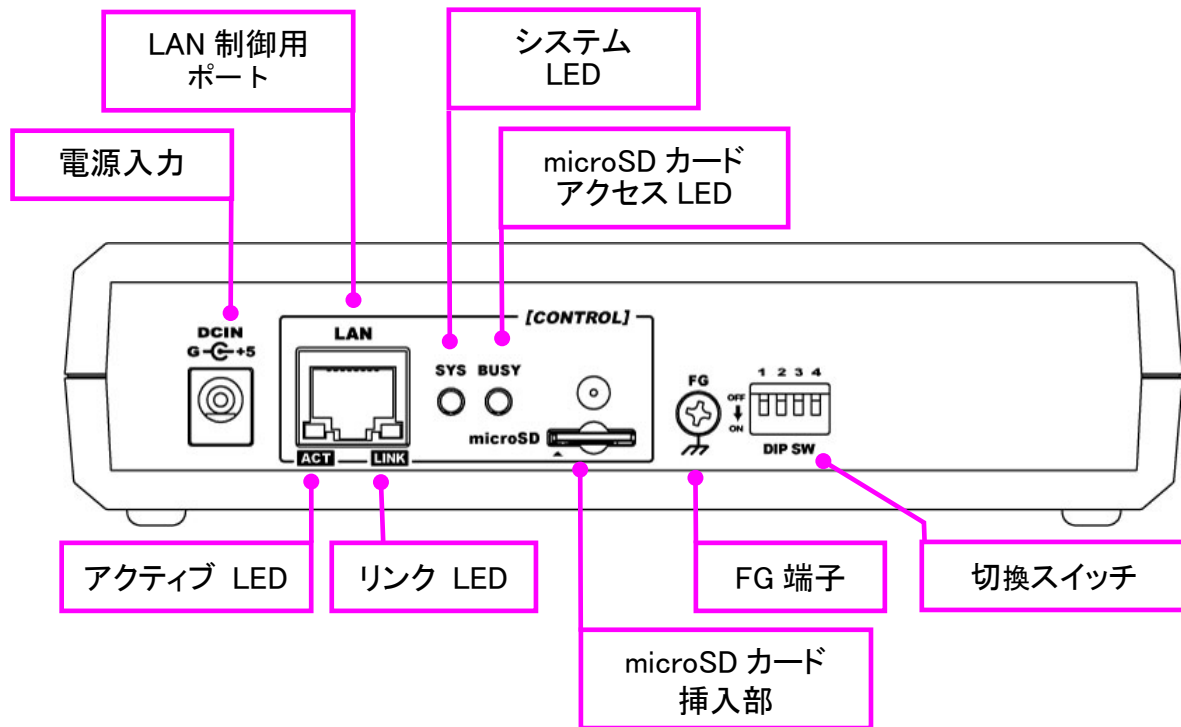 LAN 制御用
ポート
システム
LED
電源入力
microSD カード
アクセス LED
[CONTROL]
DCIN
G +5
LAN
SYS BUSY
microSD
ACT
LINK
FG
1 2 3 4
OFF
ON
DIP SW
アクティブ LED
リンク LED
FG 端子
切換スイッチ
microSD カード
挿入部